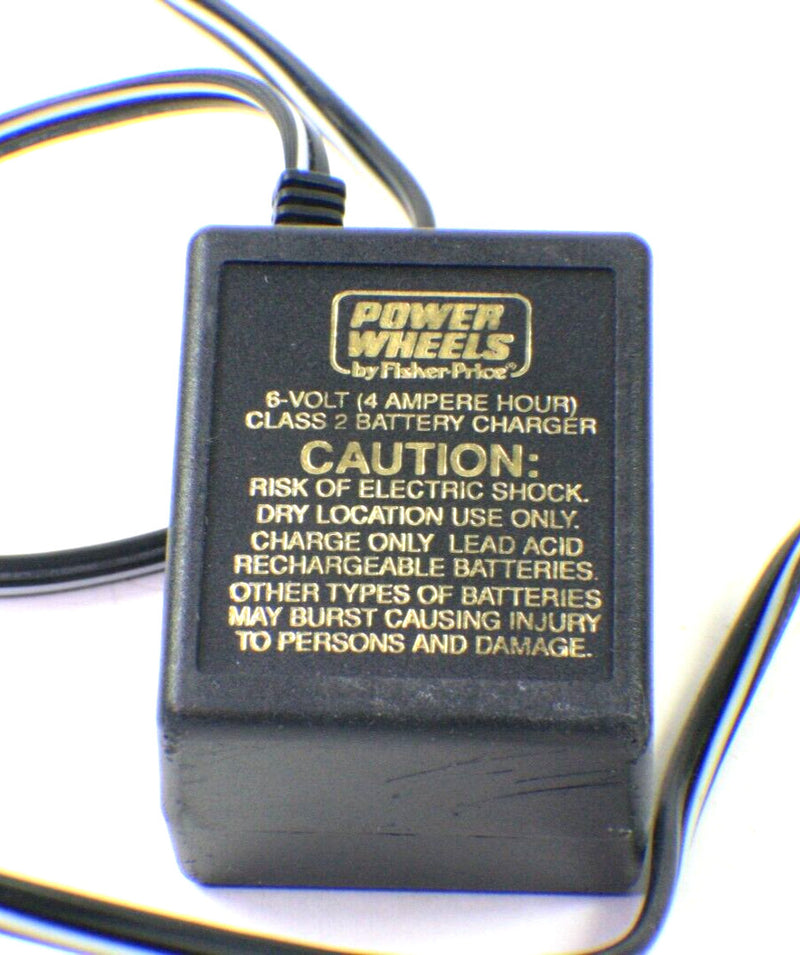 POWER
WHEELS
by Fisher-Price®
6-VOLT (4 AMPERE HOUR)
CLASS 2 BATTERY CHARGER
CAUTION:
RISK OF ELECTRIC SHOCK.
DRY LOCATION USE ONLY.
CHARGE ONLY LEAD ACID
RECHARGEABLE BATTERIES.
OTHER TYPES OF BATTERIES
MAY BURST CAUSING INJURY
TO PERSONS AND DAMAGE.